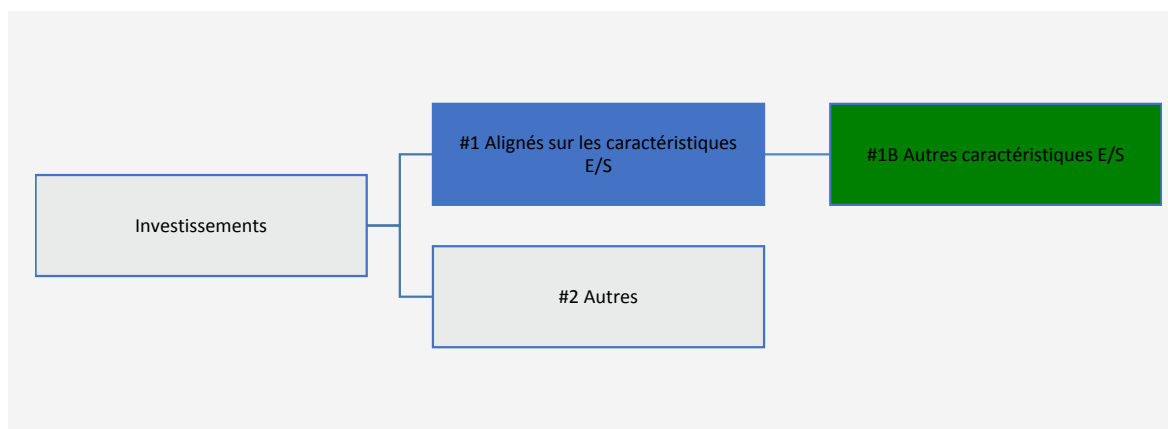 #1 Alignés sur les caractéristiques
E/S
#1B Autres caractéristiques E/S
Investissements
#2 Autres